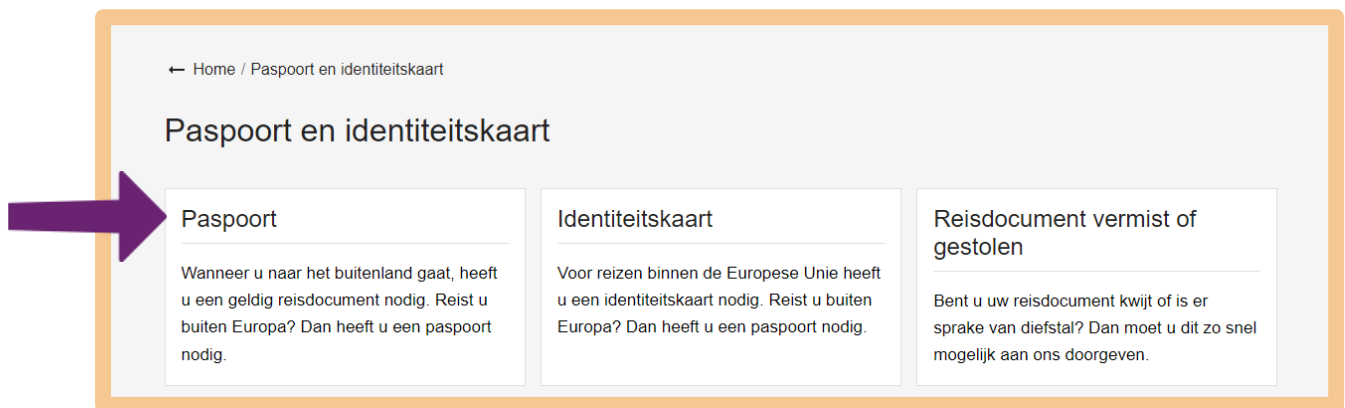 ← Home / Paspoort en identiteitskaart
Paspoort en identiteitskaart
Paspoort
Wanneer u naar het buitenland gaat, heeft
u een geldig reisdocument nodig. Reist u
buiten Europa? Dan heeft u een paspoort
nodig.
Identiteitskaart
Voor reizen binnen de Europese Unie heeft
u een identiteitskaart nodig. Reist u buiten
Europa? Dan heeft u een paspoort nodig.
Reisdocument vermist of
gestolen
Bent u uw reisdocument kwijt of is er
sprake van diefstal? Dan moet u dit zo snel
mogelijk aan ons doorgeven.